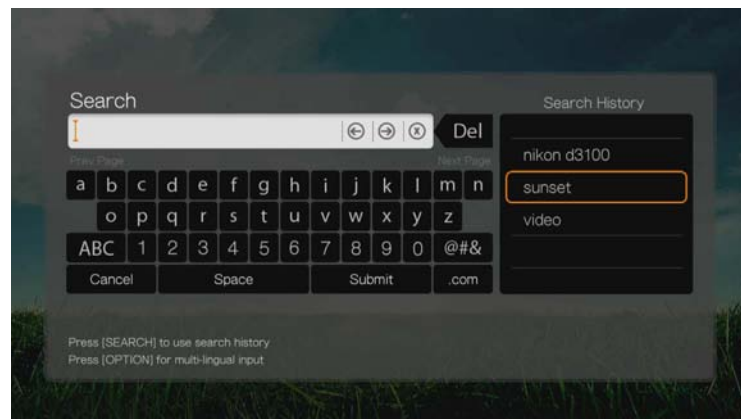 Search
Search History
Del
Prev Page
Next Page
nikon d3100
sunset
video
a b c d e f g h i j k l m n
o p q r s t u v w x y z
ABC 1 2 3 4 5 6 7 8 9 0 @#&
Cancel Space Submit .com
Press [SEARCH] to use search history
Press [OPTION] for multi-lingual input